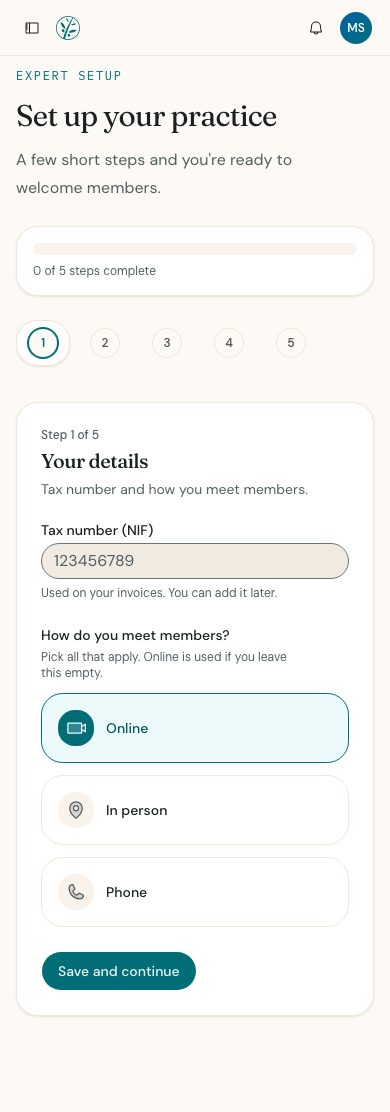 MS
EXPERT SETUP
Set up your practice
A few short steps and you're ready to
welcome members.
0 of 5 steps complete
1 2 3 4 5
Step 1 of 5
Your details
Tax number and how you meet members.
Tax number (NIF)
123456789
Used on your invoices. You can add it later.
How do you meet members?
Pick all that apply. Online is used if you leave
this empty.
Online
In person
Phone
Save and continue